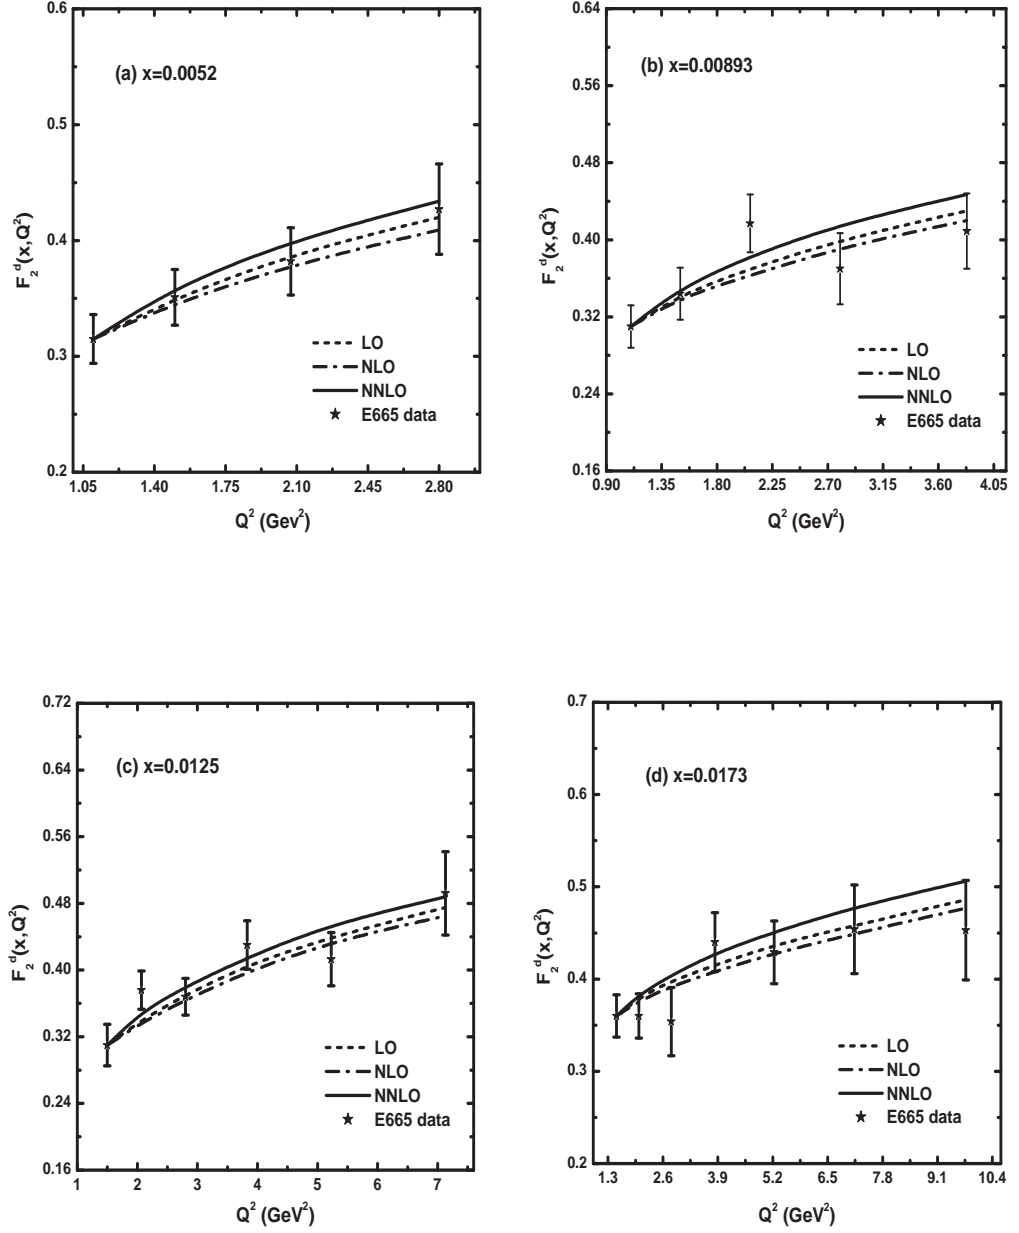 0.6
0.5
0.4
0.3
0.2
F₂ᵈ(x,Q²)
(a) x=0.0052
LO
NLO
NNLO
E665 data
1.05 1.40 1.75 2.10 2.45 2.80
Q² (Gev²)
0.64
0.56
0.48
0.40
0.32
0.24
0.16
F₂ᵈ(x,Q²)
(b) x=0.00893
LO
NLO
NNLO
E665 data
0.90 1.35 1.80 2.25 2.70 3.15 3.60 4.05
Q² (GeV²)
0.72
0.64
0.56
0.48
0.40
0.32
0.24
0.16
F₂ᵈ(x,Q²)
(c) x=0.0125
LO
NLO
NNLO
E665 data
1 2 3 4 5 6 7
Q² (GeV²)
0.7
0.6
0.5
0.4
0.3
0.2
F₂ᵈ(x,Q²)
(d) x=0.0173
LO
NLO
NNLO
E665 data
1.3 2.6 3.9 5.2 6.5 7.8 9.1 10.4
Q² (GeV²)